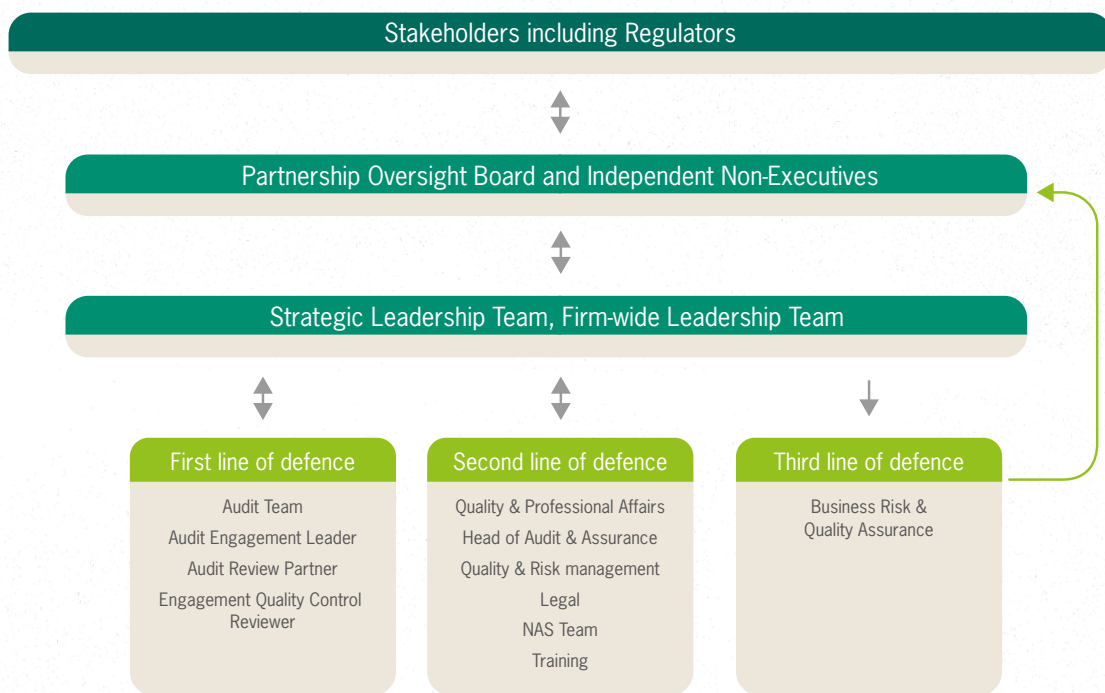 Stakeholders including Regulators
Partnership Oversight Board and Independent Non-Executives
Strategic Leadership Team, Firm-wide Leadership Team
First line of defence
Audit Team
Audit Engagement Leader
Audit Review Partner
Engagement Quality Control
Reviewer
Second line of defence
Quality & Professional Affairs
Head of Audit & Assurance
Quality & Risk management
Legal
NAS Team
Training
Third line of defence
Business Risk &
Quality Assurance